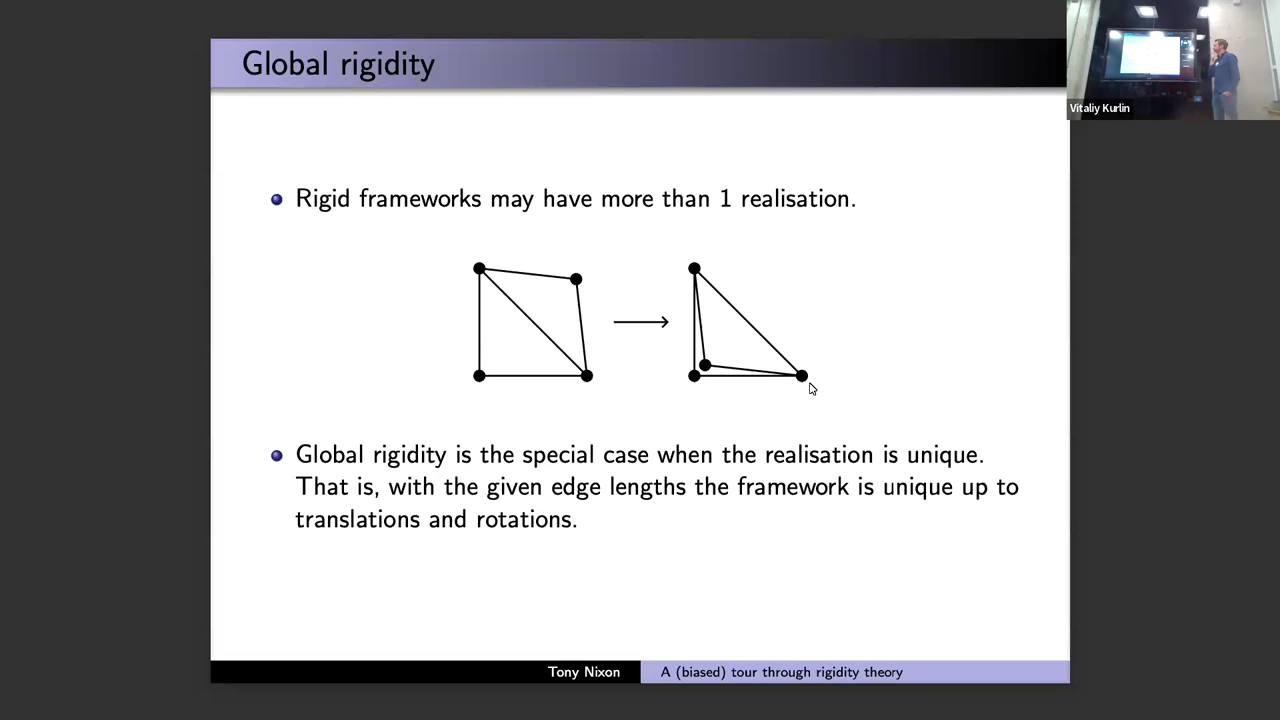 Global rigidity
Vitaliy Kurlin
Rigid frameworks may have more than 1 realisation.
Global rigidity is the special case when the realisation is unique.
That is, with the given edge lengths the framework is unique up to
translations and rotations.
Tony Nixon
A (biased) tour through rigidity theory